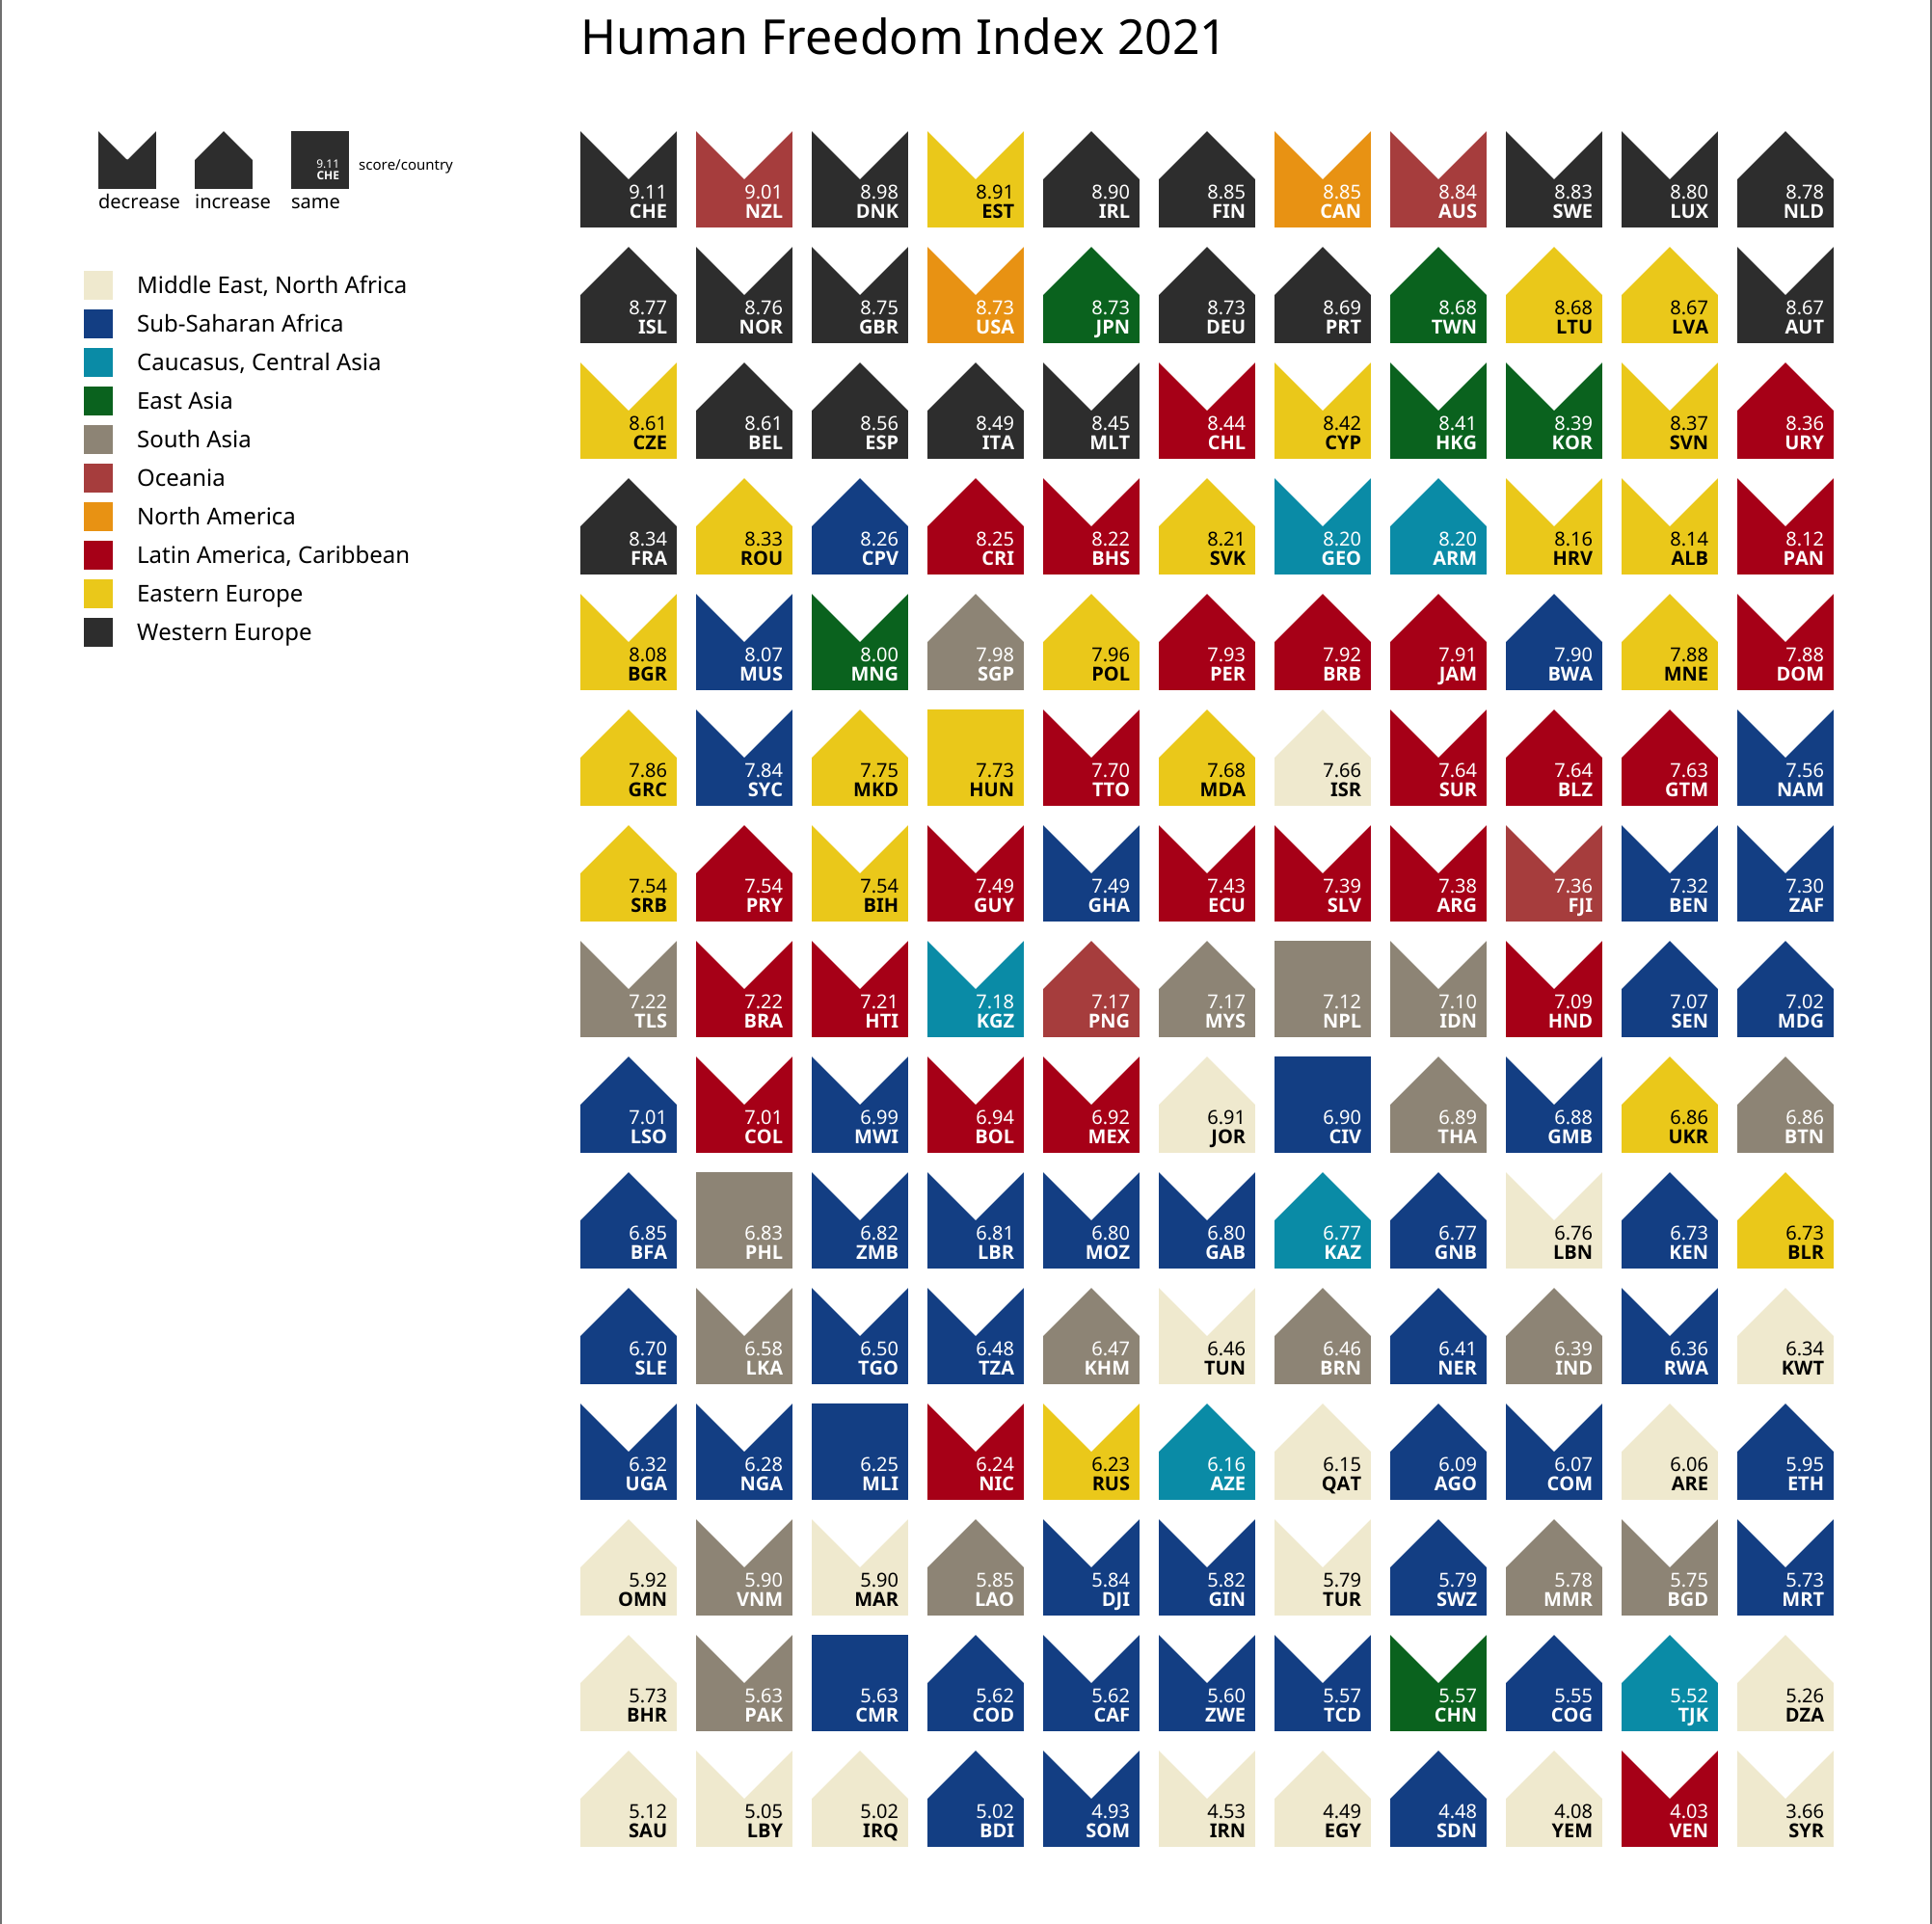 Human Freedom Index 2021
9.11
CHE
score/country
decrease
increase
same
Middle East, North Africa
Sub-Saharan Africa
Caucasus, Central Asia
East Asia
South Asia
Oceania
North America
Latin America, Caribbean
Eastern Europe
Western Europe
9.11 9.01 8.98 8.91 8.90 8.85 8.85 8.84 8.83 8.80 8.78
CHE NZL DNK EST IRL FIN CAN AUS SWE LUX NLD
8.77 8.76 8.75 8.73 8.73 8.73 8.69 8.68 8.68 8.67 8.67
ISL NOR GBR USA JPN DEU PRT TWN LTU LVA AUT
8.61 8.61 8.56 8.49 8.45 8.44 8.42 8.41 8.39 8.37 8.36
CZE BEL ESP ITA MLT CHL CYP HKG KOR SVN URY
8.34 8.33 8.26 8.25 8.22 8.21 8.20 8.20 8.16 8.14 8.12
FRA ROU CPV CRI BHS SVK GEO ARM HRV ALB PAN
8.08 8.07 8.00 7.98 7.96 7.93 7.92 7.91 7.90 7.88 7.88
BGR MUS MNG SGP POL PER BRB JAM BWA MNE DOM
7.86 7.84 7.75 7.73 7.70 7.68 7.66 7.64 7.64 7.63 7.56
GRC SYC MKD HUN TTO MDA ISR SUR BLZ GTM NAM
7.54 7.54 7.54 7.49 7.49 7.43 7.39 7.38 7.36 7.32 7.30
SRB PRY BIH GUY GHA ECU SLV ARG FJI BEN ZAF
7.22 7.22 7.21 7.18 7.17 7.17 7.12 7.10 7.09 7.07 7.02
TLS BRA HTI KGZ PNG MYS NPL IDN HND SEN MDG
7.01 7.01 6.99 6.94 6.92 6.91 6.90 6.89 6.88 6.86 6.86
LSO COL MWI BOL MEX JOR CIV THA GMB UKR BTN
6.85 6.83 6.82 6.81 6.80 6.80 6.77 6.77 6.76 6.73 6.73
BFA PHL ZMB LBR MOZ GAB KAZ GNB LBN KEN BLR
6.70 6.58 6.50 6.48 6.47 6.46 6.46 6.41 6.39 6.36 6.34
SLE LKA TGO TZA KHM TUN BRN NER IND RWA KWT
6.32 6.28 6.25 6.24 6.23 6.16 6.15 6.09 6.07 6.06 5.95
UGA NGA MLI NIC RUS AZE QAT AGO COM ARE ETH
5.92 5.90 5.90 5.85 5.84 5.82 5.79 5.79 5.78 5.75 5.73
OMN VNM MAR LAO DJI GIN TUR SWZ MMR BGD MRT
5.73 5.63 5.63 5.62 5.62 5.60 5.57 5.57 5.55 5.52 5.26
BHR PAK CMR COD CAF ZWE TCD CHN COG TJK DZA
5.12 5.05 5.02 5.02 4.93 4.53 4.49 4.48 4.08 4.03 3.66
SAU LBY IRQ BDI SOM IRN EGY SDN YEM VEN SYR